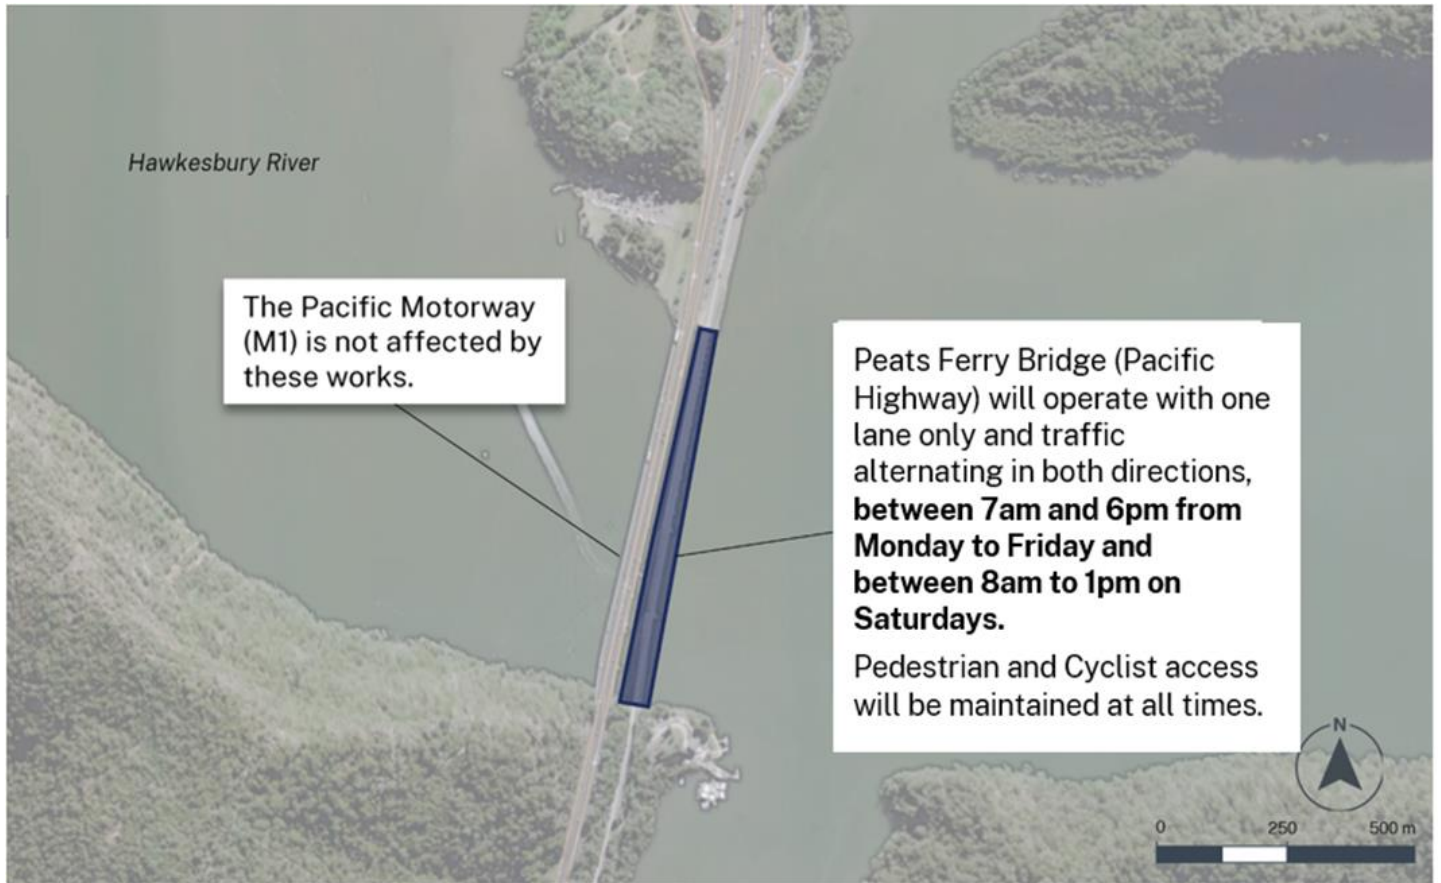 Hawkesbury River
The Pacific Motorway
(M1) is not affected by
these works.
Peats Ferry Bridge (Pacific
Highway) will operate with one
lane only and traffic
alternating in both directions,
between 7am and 6pm from
Monday to Friday and
between 8am to 1pm on
Saturdays.
Pedestrian and Cyclist access
will be maintained at all times.
N
0 250 500 m